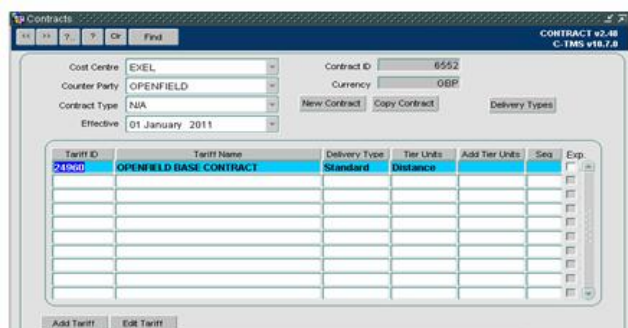 Contracts
<< >> ?.. ? Clr Find
CONTRACT v2.48
C-TMS v10.7.0
Cost Centre EXEL Contract ID 6552
Counter Party OPENFIELD Currency GBP
Contract Type N/A New Contract Copy Contract Delivery Types
Effective 01 January 2011
Tariff ID Tariff Name Delivery Type Tier Units Add Tier Units Seq Exp.
24960 OPENFIELD BASE CONTRACT Standard Distance
Add Tariff Edit Tariff